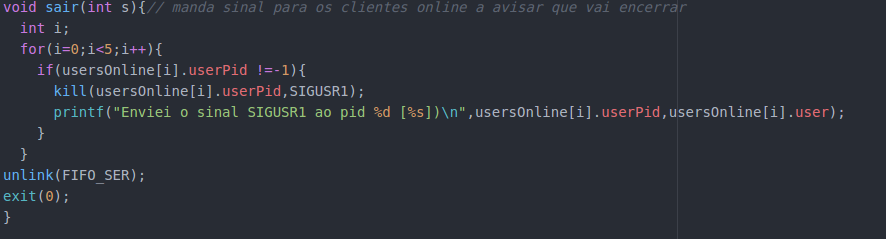 void sair(int s){// manda sinal para os clientes online a avisar que vai encerrar
  int i;
  for(i=0;i<5;i++){
    if(usersOnline[i].userPid !=-1){
      kill(usersOnline[i].userPid,SIGUSR1);
      printf("Enviei o sinal SIGUSR1 ao pid %d [%s])\n",usersOnline[i].userPid,usersOnline[i].user);
    }
  }
unlink(FIFO_SER);
exit(0);
}